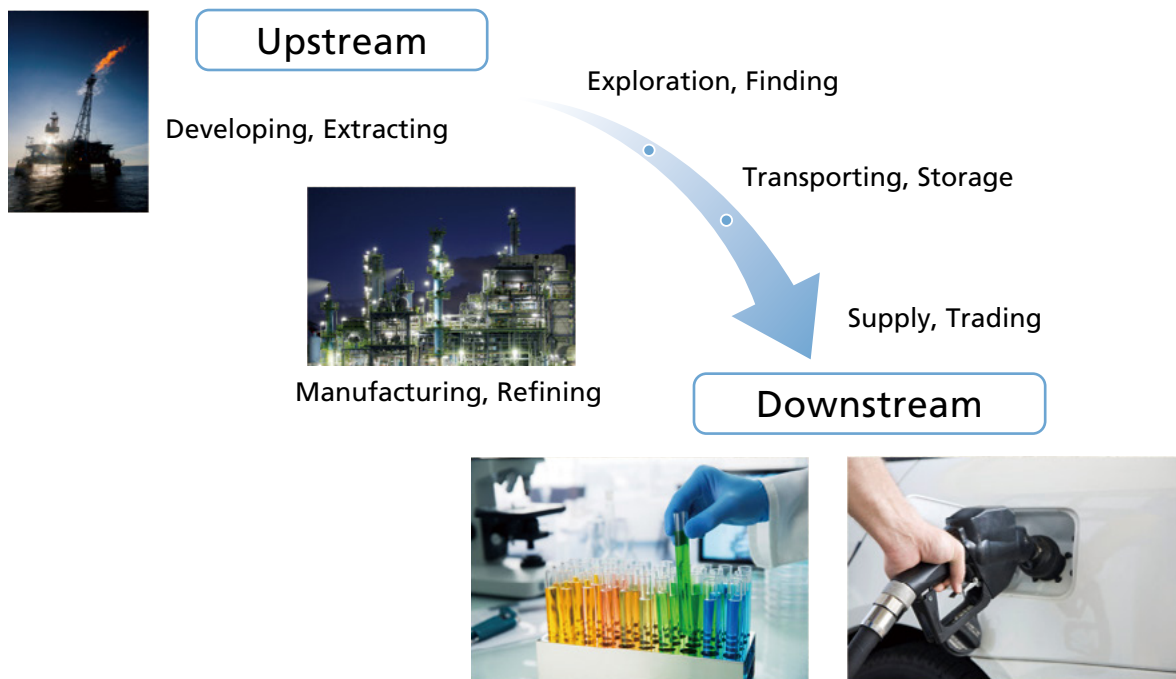 Upstream
Exploration, Finding
Developing, Extracting
Transporting, Storage
Supply, Trading
Manufacturing, Refining
Downstream